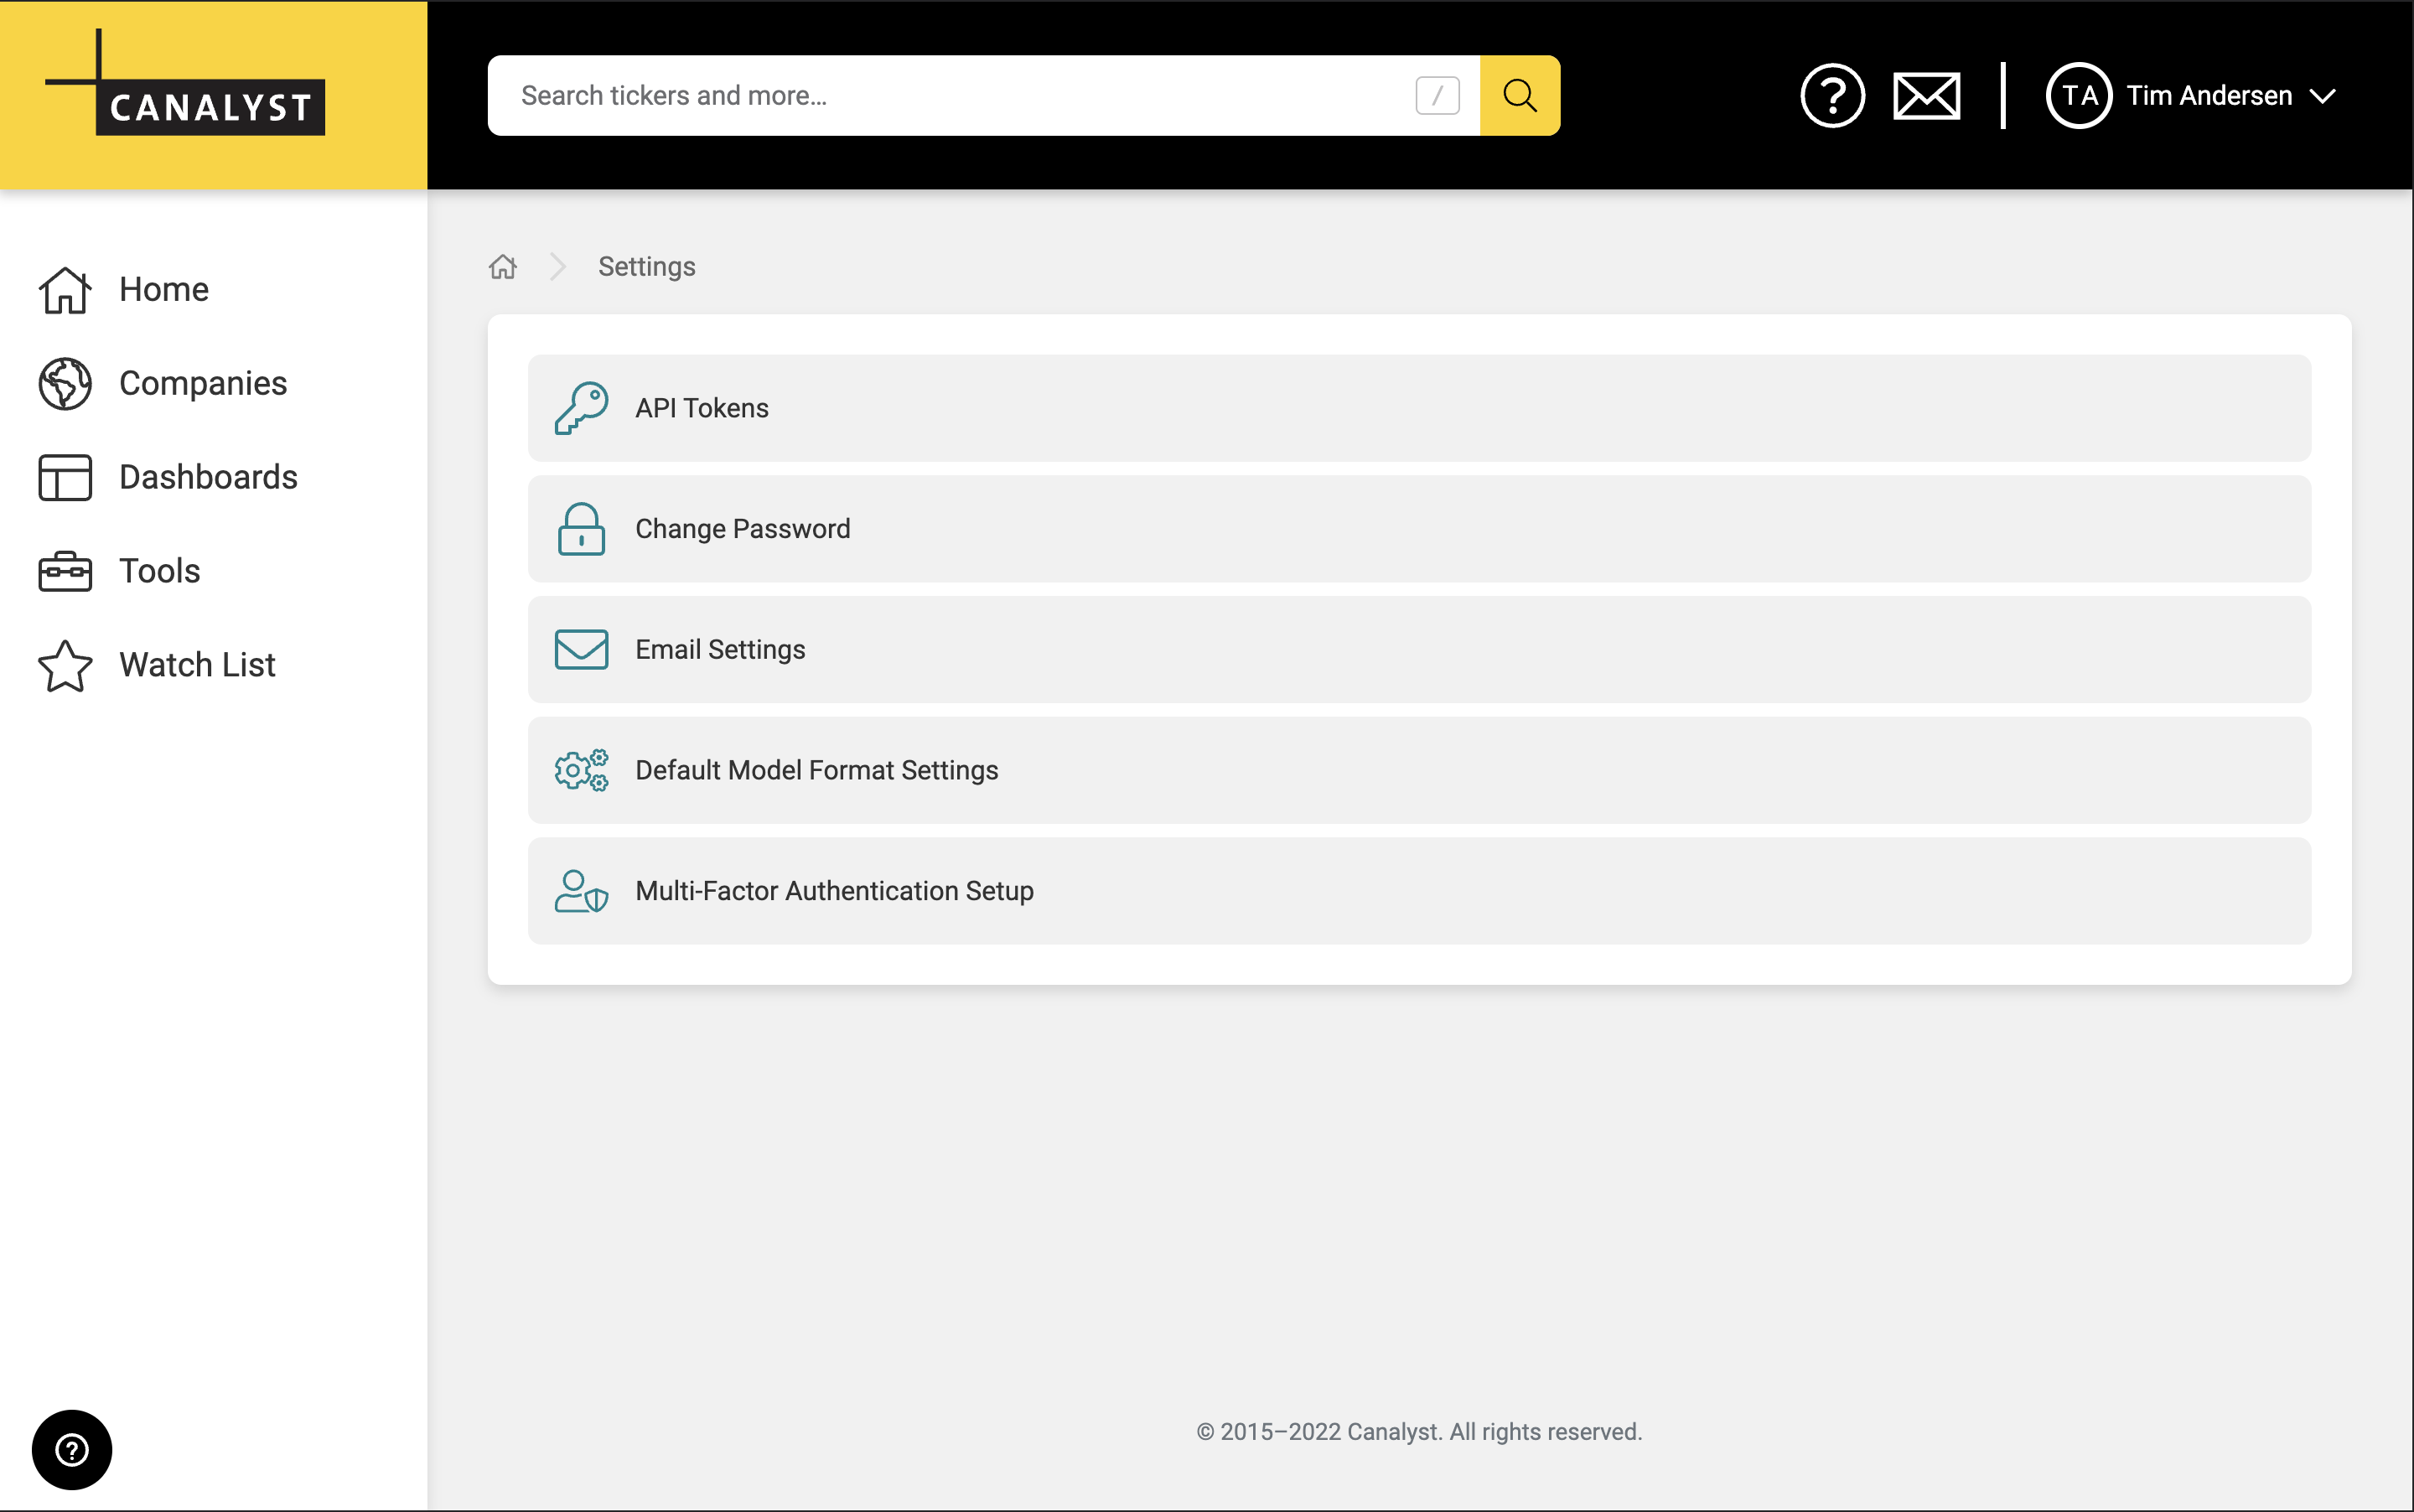 CANALYST
Search tickers and more... /
? TA Tim Andersen
Home
Companies
Dashboards
Tools
Watch List
Settings
API Tokens
Change Password
Email Settings
Default Model Format Settings
Multi-Factor Authentication Setup
?
© 2015–2022 Canalyst. All rights reserved.